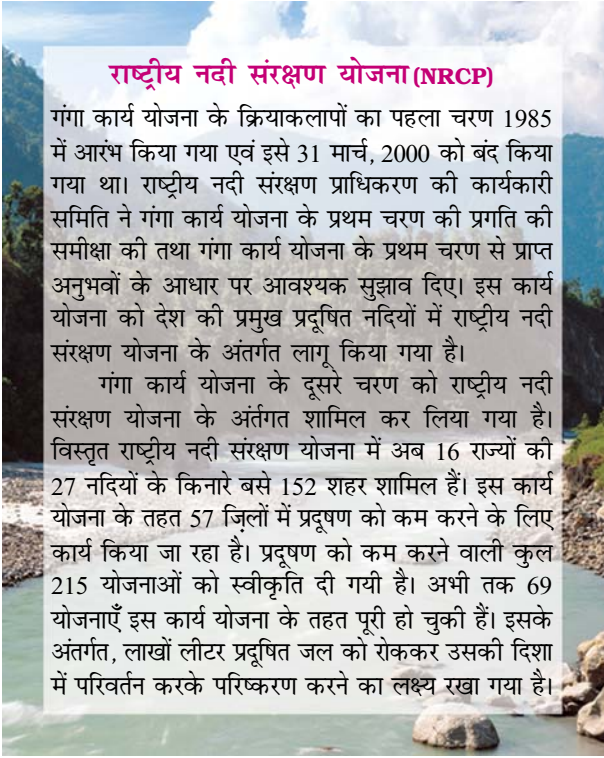 राष्ट्रीय नदी संरक्षण योजना (NRCP)
गंगा कार्य योजना के क्रियाकलापों का पहला चरण 1985
में आरंभ किया गया एवं इसे 31 मार्च, 2000 को बंद किया
गया था। राष्ट्रीय नदी संरक्षण प्राधिकरण की कार्यकारी
समिति ने गंगा कार्य योजना के प्रथम चरण की प्रगति की
समीक्षा की तथा गंगा कार्य योजना के प्रथम चरण से प्राप्त
अनुभवों के आधार पर आवश्यक सुझाव दिए। इस कार्य
योजना को देश की प्रमुख प्रदूषित नदियों में राष्ट्रीय नदी
संरक्षण योजना के अंतर्गत लागू किया गया है।
गंगा कार्य योजना के दूसरे चरण को राष्ट्रीय नदी
संरक्षण योजना के अंर्तगत शामिल कर लिया गया है।
विस्तृत राष्ट्रीय नदी संरक्षण योजना में अब 16 राज्यों की
27 नदियों के किनारे बसे 152 शहर शामिल हैं। इस कार्य
योजना के तहत 57 ज़िलों में प्रदूषण को कम करने के लिए
कार्य किया जा रहा है। प्रदूषण को कम करने वाली कुल
215 योजनाओं को स्वीकृति दी गयी है। अभी तक 69
योजनाएँ इस कार्य योजना के तहत पूरी हो चुकी हैं। इसके
अंतर्गत, लाखों लीटर प्रदूषित जल को रोककर उसकी दिशा
में परिवर्तन करके परिष्करण करने का लक्ष्य रखा गया है।